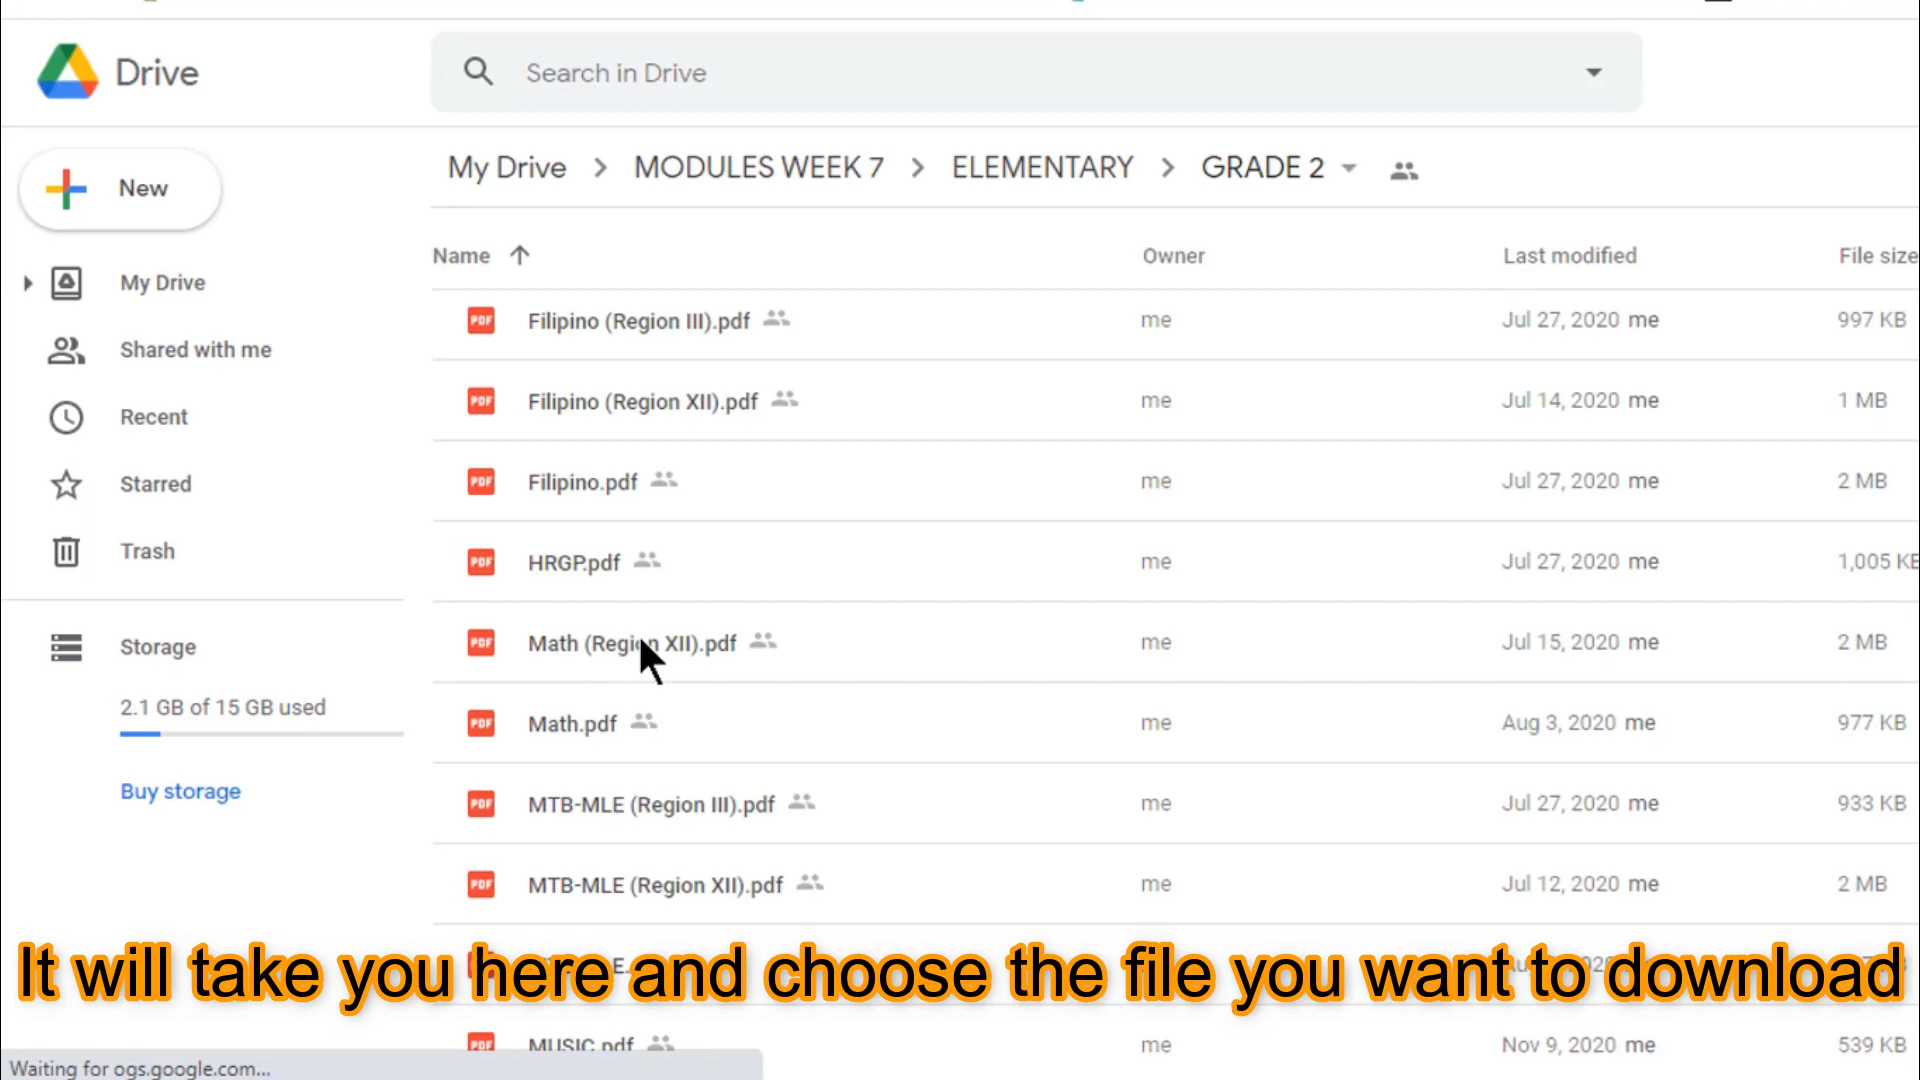 Drive
Search in Drive
New
My Drive > MODULES WEEK 7 > ELEMENTARY > GRADE 2
My Drive
Shared with me
Recent
Starred
Trash
Storage
2.1 GB of 15 GB used
Buy storage
Name Owner Last modified File size
Filipino (Region III).pdf me Jul 27, 2020 me 997 KB
Filipino (Region XII).pdf me Jul 14, 2020 me 1 MB
Filipino.pdf me Jul 27, 2020 me 2 MB
HRGP.pdf me Jul 27, 2020 me 1,005 KB
Math (Region XII).pdf me Jul 15, 2020 me 2 MB
Math.pdf me Aug 3, 2020 me 977 KB
MTB-MLE (Region III).pdf me Jul 27, 2020 me 933 KB
MTB-MLE (Region XII).pdf me Jul 12, 2020 me 2 MB
It will take you here and choose the file you want to download
MUSIC.pdf me Nov 9, 2020 me 539 KB
Waiting for ogs.google.com...